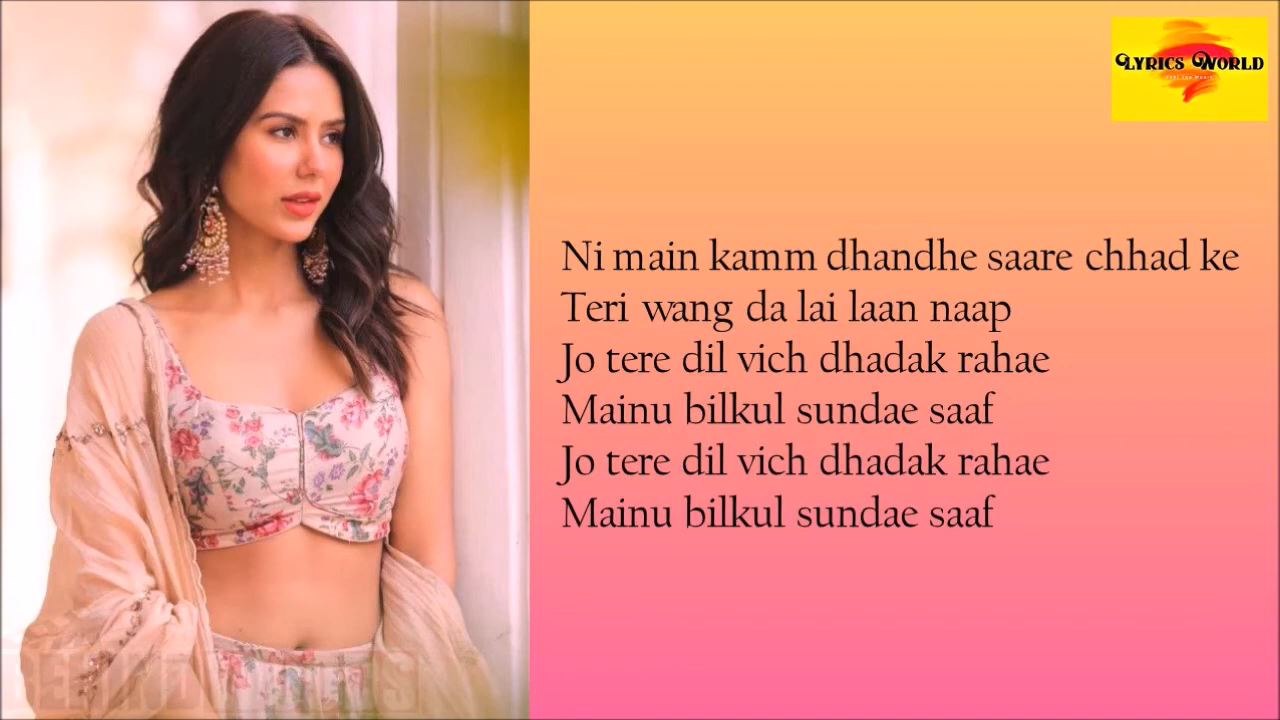 Lyrics World
Ni main kamm dhandhe saare chhad ke
Teri wang da lai laan naap
Jo tere dil vich dhadak rahae
Mainu bilkul sundae saaf
Jo tere dil vich dhadak rahae
Mainu bilkul sundae saaf